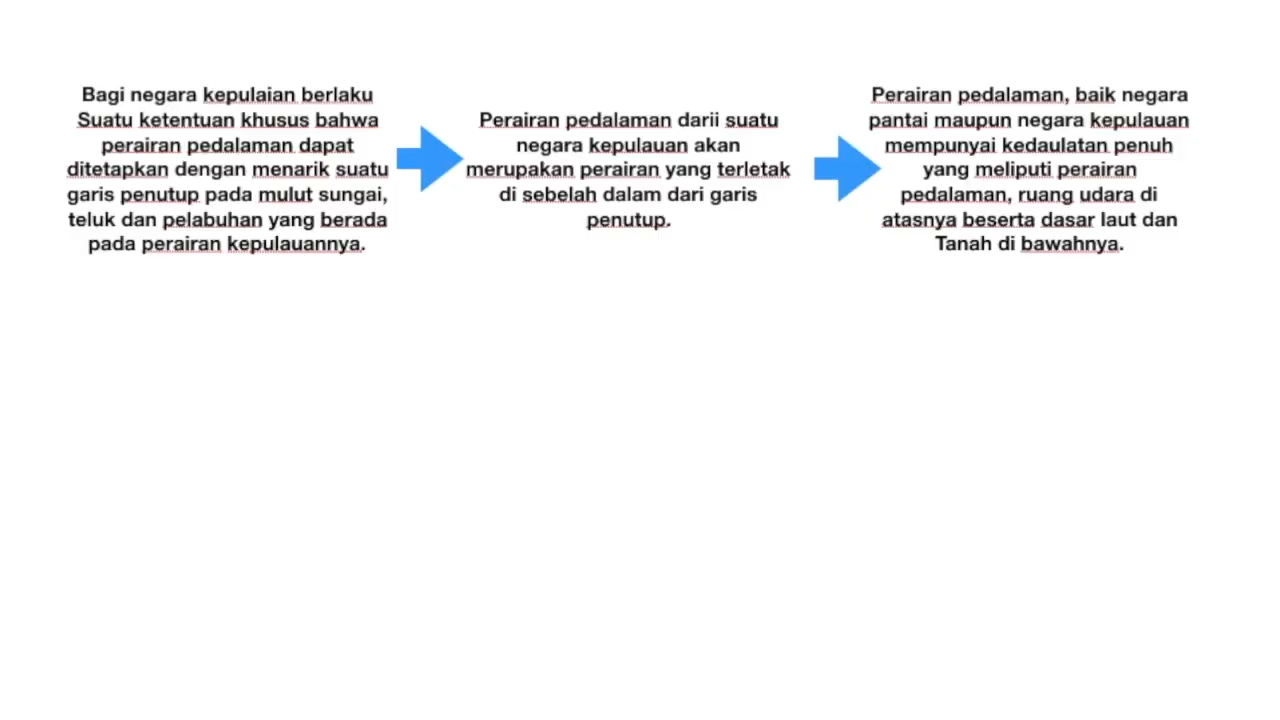 Bagi negara kepulaian berlaku
Suatu ketentuan khusus bahwa
perairan pedalaman dapat
ditetapkan dengan menarik suatu
garis penutup pada mulut sungai,
teluk dan pelabuhan yang berada
pada perairan kepulauannya.
Perairan pedalaman darii suatu
negara kepulauan akan
merupakan perairan yang terletak
di sebelah dalam dari garis
penutup.
Perairan pedalaman, baik negara
pantai maupun negara kepulauan
mempunyai kedaulatan penuh
yang meliputi perairan
pedalaman, ruang udara di
atasnya beserta dasar laut dan
Tanah di bawahnya.